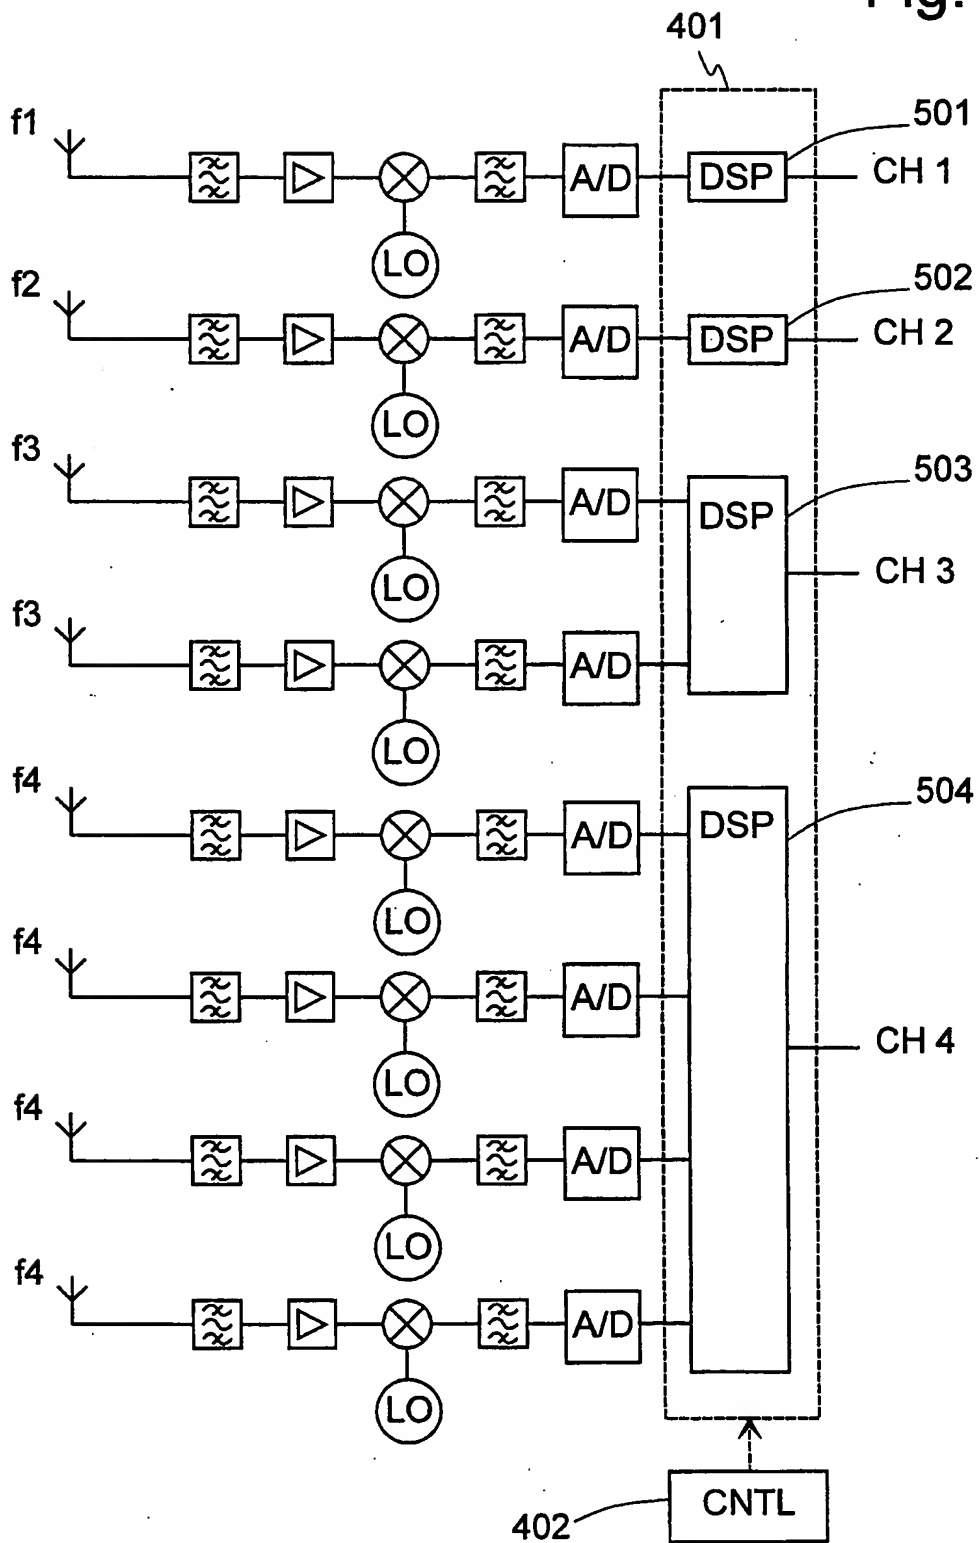 Fig.
401
f1
A/D
DSP
501
CH 1
LO
f2
A/D
DSP
502
CH 2
LO
f3
A/D
DSP
503
LO
CH 3
f3
A/D
LO
f4
A/D
DSP
504
LO
f4
A/D
CH 4
LO
f4
A/D
LO
f4
A/D
LO
402
CNTL